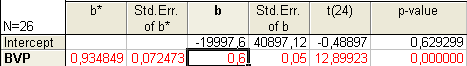 b* Std.Err. b Std.Err. t(24) p-value
N=26 of b* of b
Intercept -19997,6 40897,12 -0,48897 0,629299
BVP 0,934849 0,072473 0,6 0,05 12,89923 0,000000